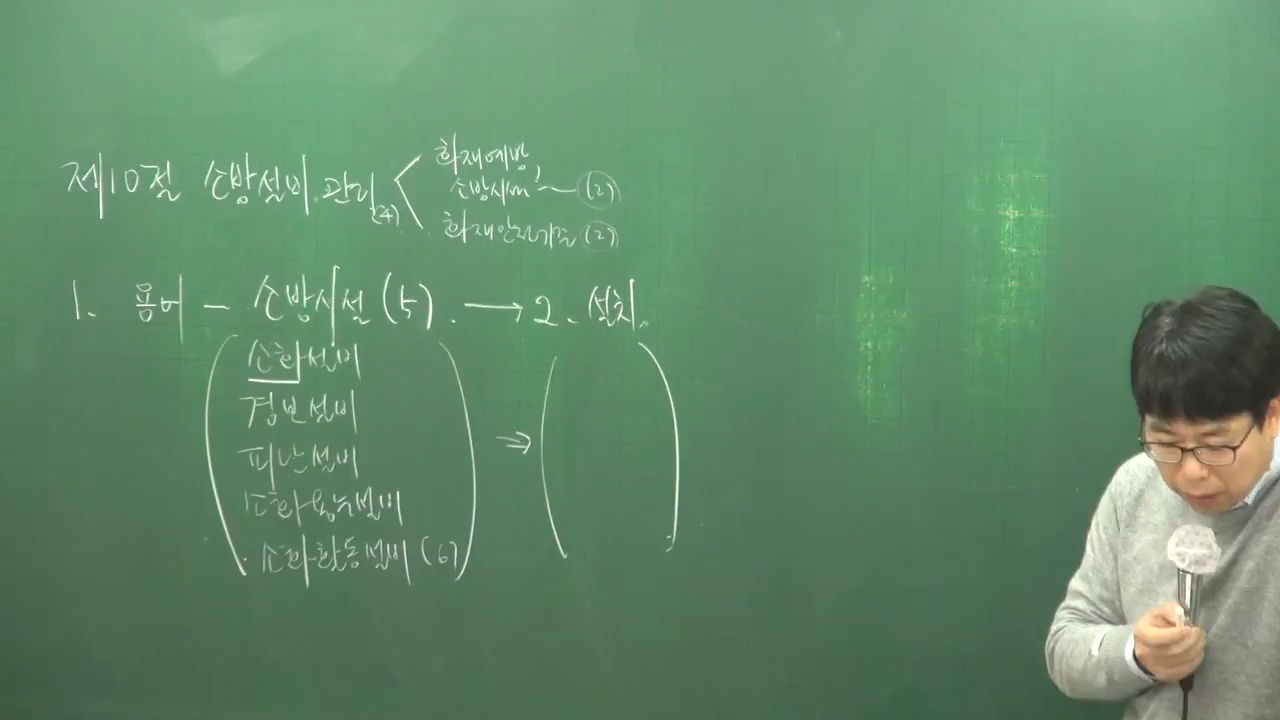 제10절 소방설비 관리 (4)
화재예방,
소방시설 (2)
화재안전기준 (2)
1. 용어 - 소방시설 (5). → 2. 설치.
소화설비
경보설비
피난설비
소화용수설비
소화활동설비 (6)